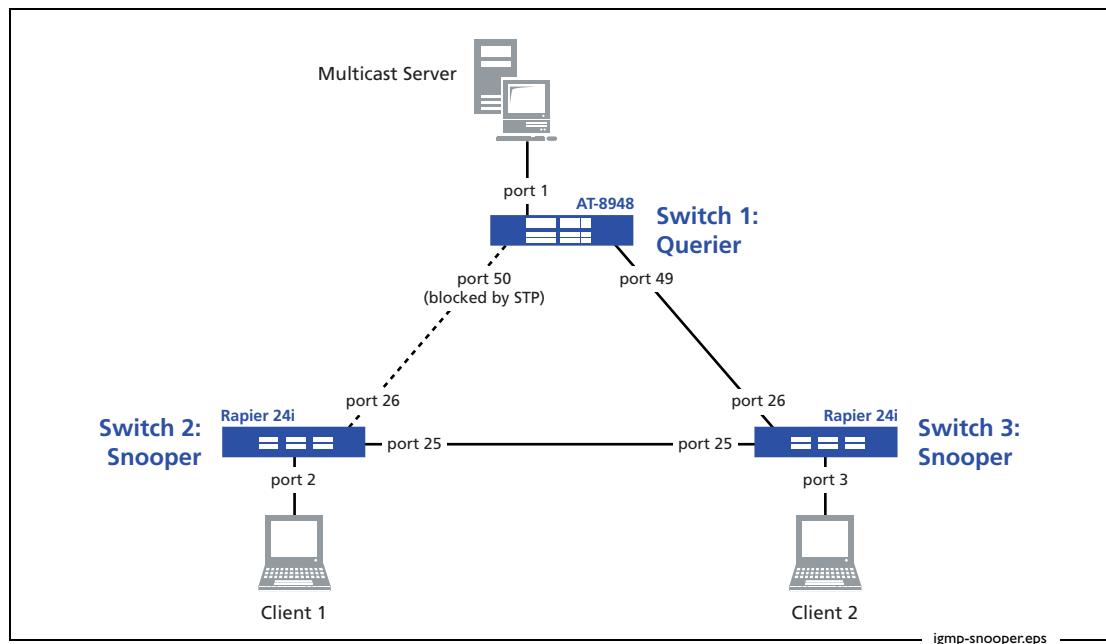 Multicast Server
port 1
AT-8948
Switch 1:
Querier
port 50
(blocked by STP)
port 49
port 26
port 26
Rapier 24i
Rapier 24i
Switch 2:
Snooper
port 25
port 25
Switch 3:
Snooper
port 2
port 3
Client 1
Client 2
igmp-snooper.eps